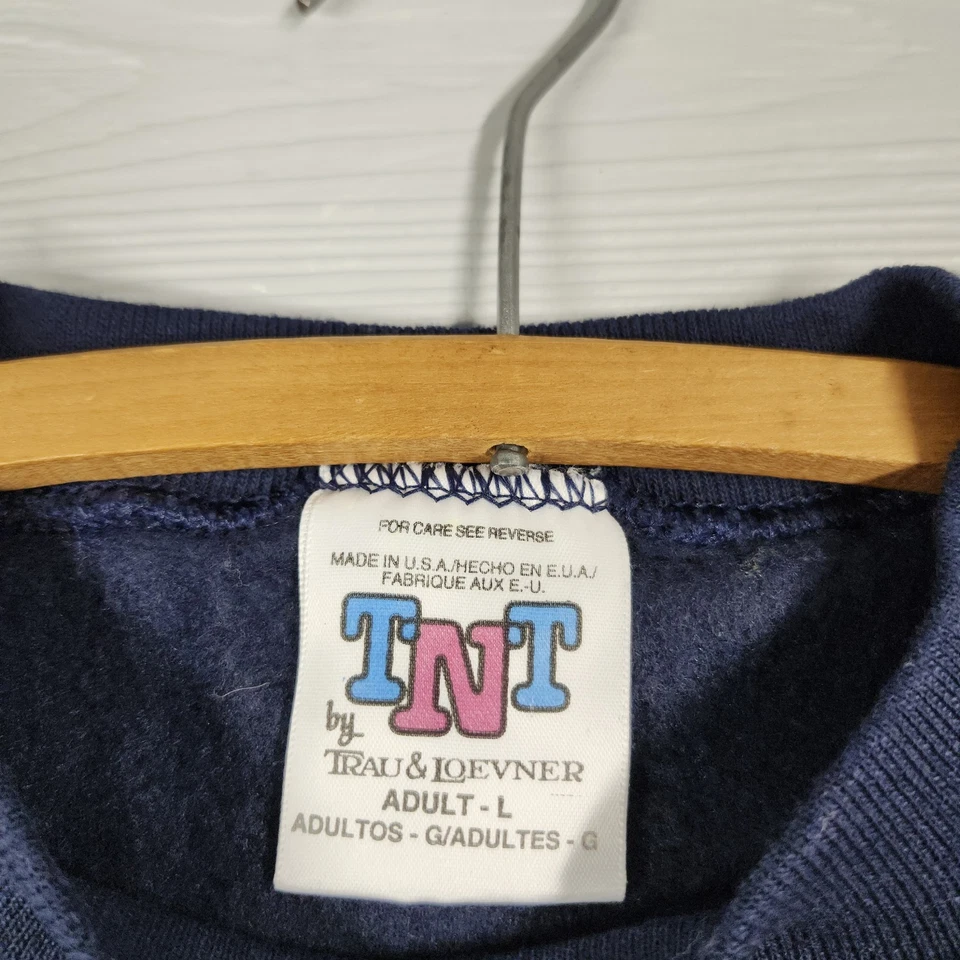 FOR CARE SEE REVERSE
MADE IN U.S.A./HECHO EN E.U.A./
FABRIQUE AUX E.-U.
TNT
by
TRAU & LOEVNER
ADULT - L
ADULTOS - G/ADULTES - G